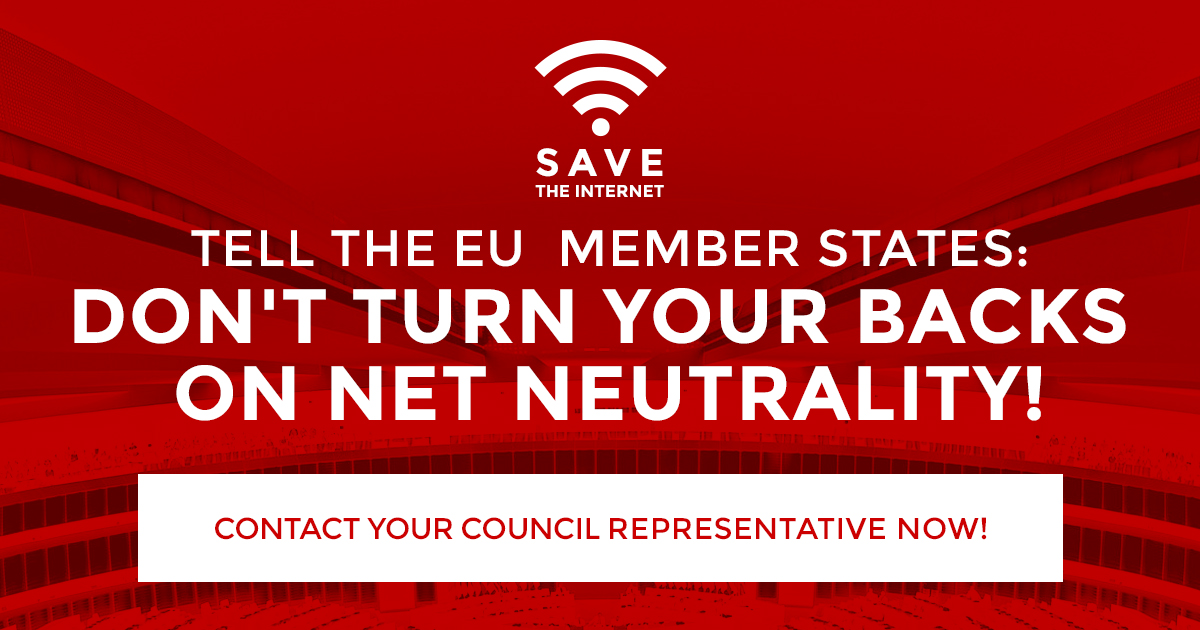 SAVE
THE INTERNET
TELL THE EU  MEMBER STATES:
DON'T TURN YOUR BACKS
ON NET NEUTRALITY!
CONTACT YOUR COUNCIL REPRESENTATIVE NOW!